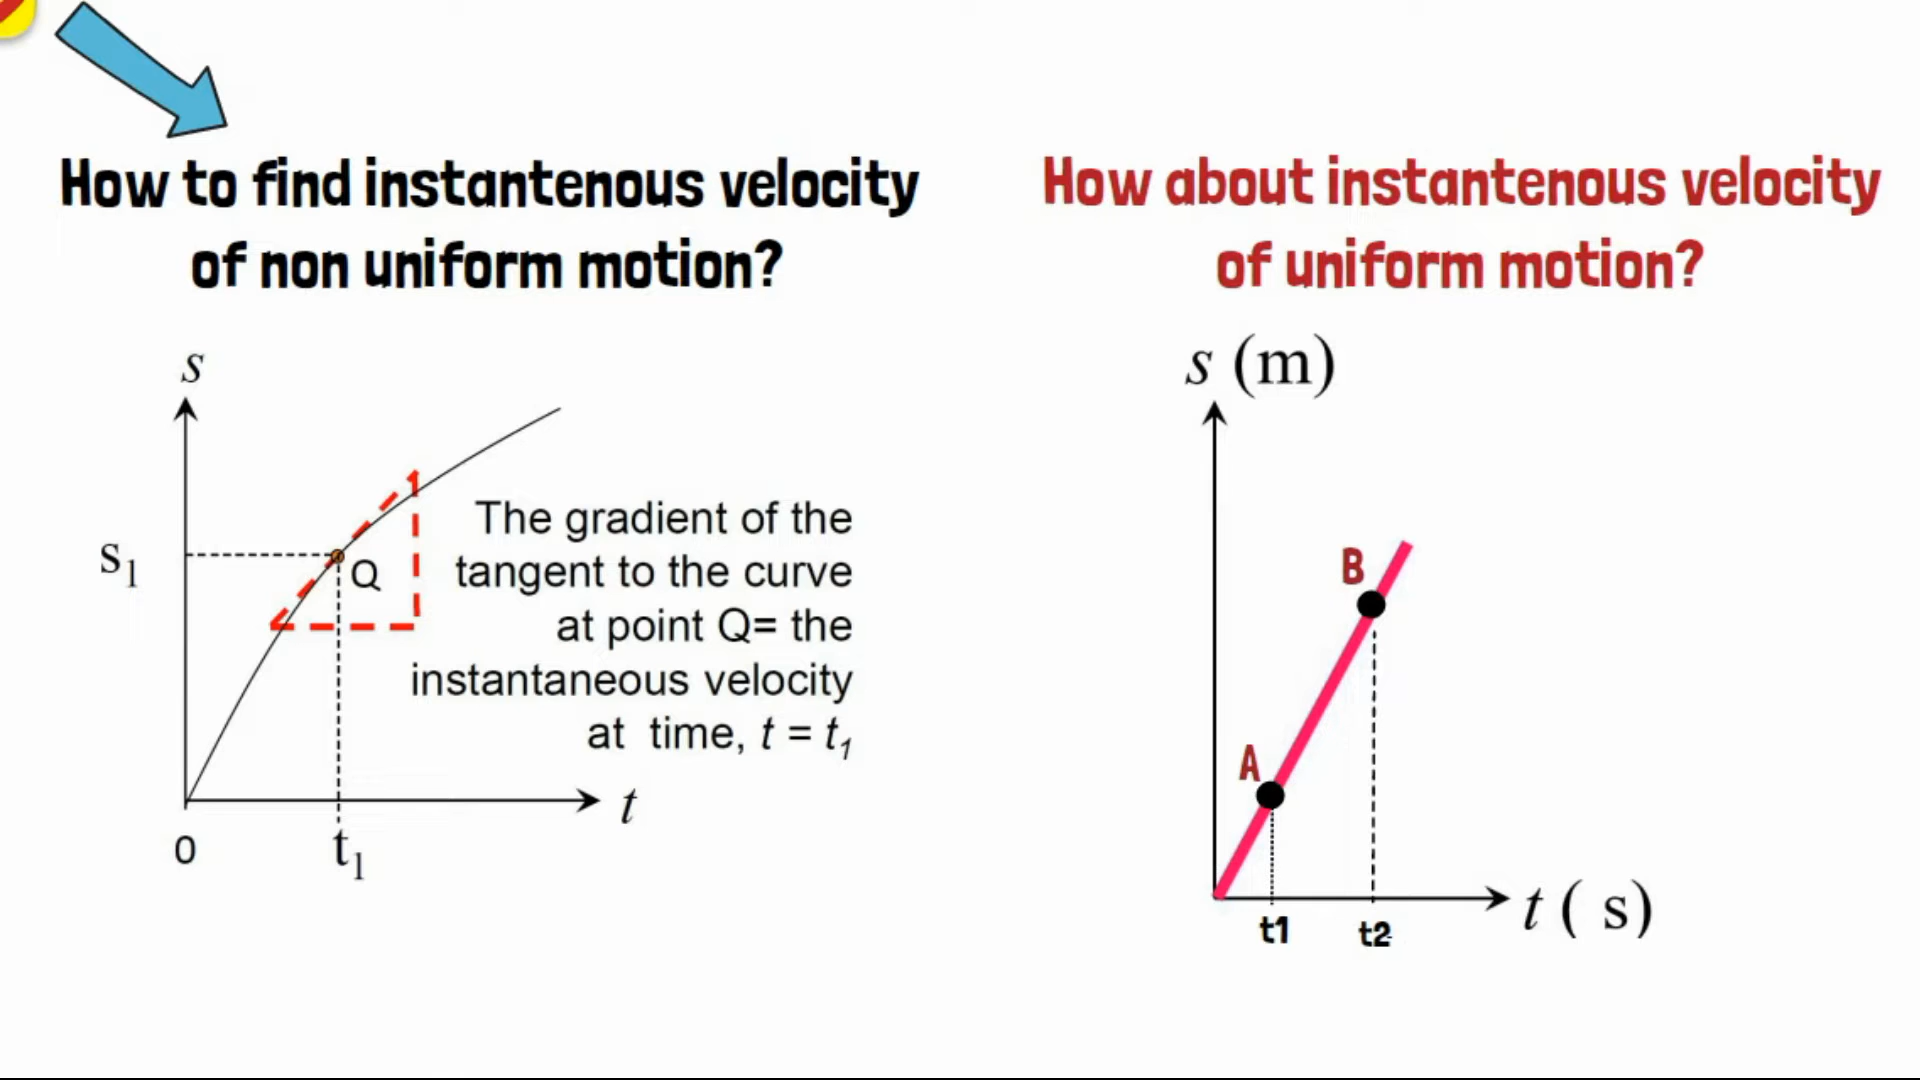 How to find instantenous velocity
of non uniform motion?
s
s1
Q
The gradient of the
tangent to the curve
at point Q= the
instantaneous velocity
at time, t = t1
t
0
t1
How about instantenous velocity
of uniform motion?
s (m)
B
A
t ( s)
t1
t2